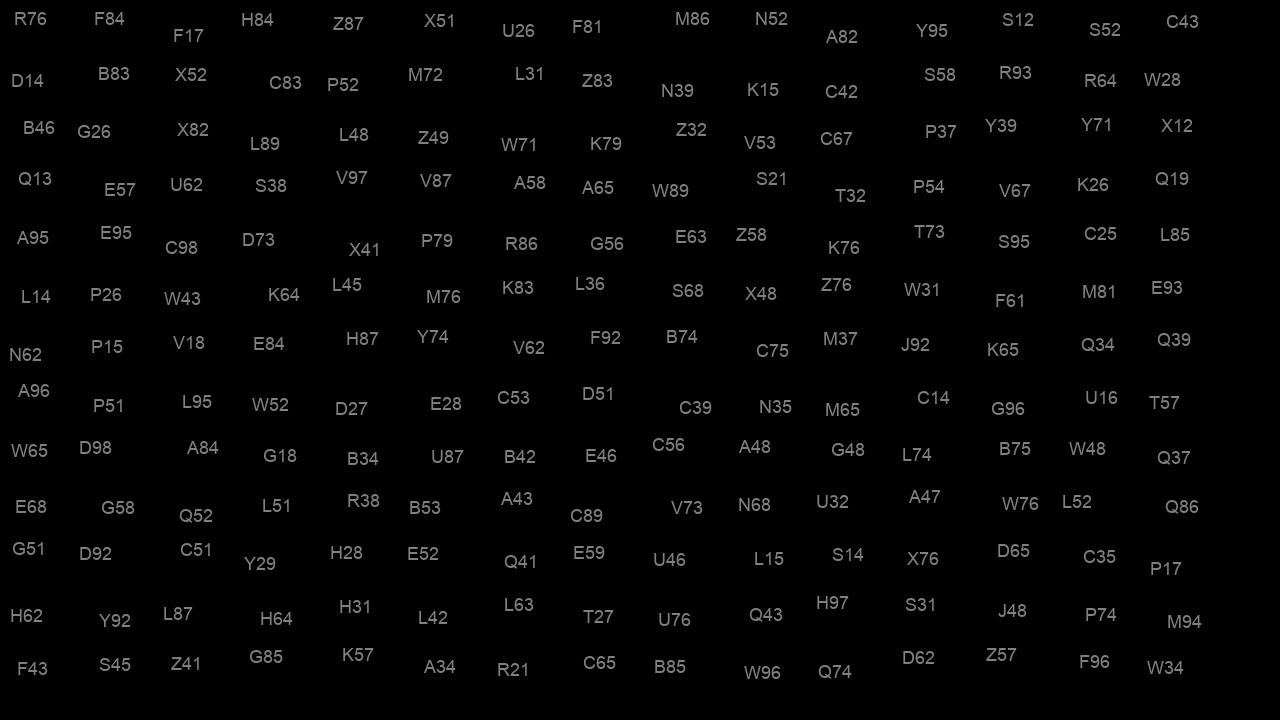 R76 F84 F17 H84 Z87 X51 U26 F81 M86 N52 A82 Y95 S12 S52 C43
D14 B83 X52 C83 P52 M72 L31 Z83 N39 K15 C42 S58 R93 R64 W28
B46 G26 X82 L89 L48 Z49 W71 K79 Z32 V53 C67 P37 Y39 Y71 X12
Q13 E57 U62 S38 V97 V87 A58 A65 W89 S21 T32 P54 V67 K26 Q19
A95 E95 C98 D73 X41 P79 R86 G56 E63 Z58 K76 T73 S95 C25 L85
L14 P26 W43 K64 L45 M76 K83 L36 S68 X48 Z76 W31 F61 M81 E93
N62 P15 V18 E84 H87 Y74 V62 F92 B74 C75 M37 J92 K65 Q34 Q39
A96 P51 L95 W52 D27 E28 C53 D51 C39 N35 M65 C14 G96 U16 T57
W65 D98 A84 G18 B34 U87 B42 E46 C56 A48 G48 L74 B75 W48 Q37
E68 G58 Q52 L51 R38 B53 A43 C89 V73 N68 U32 A47 W76 L52 Q86
G51 D92 C51 Y29 H28 E52 Q41 E59 U46 L15 S14 X76 D65 C35 P17
H62 Y92 L87 H64 H31 L42 L63 T27 U76 Q43 H97 S31 J48 P74 M94
F43 S45 Z41 G85 K57 A34 R21 C65 B85 W96 Q74 D62 Z57 F96 W34